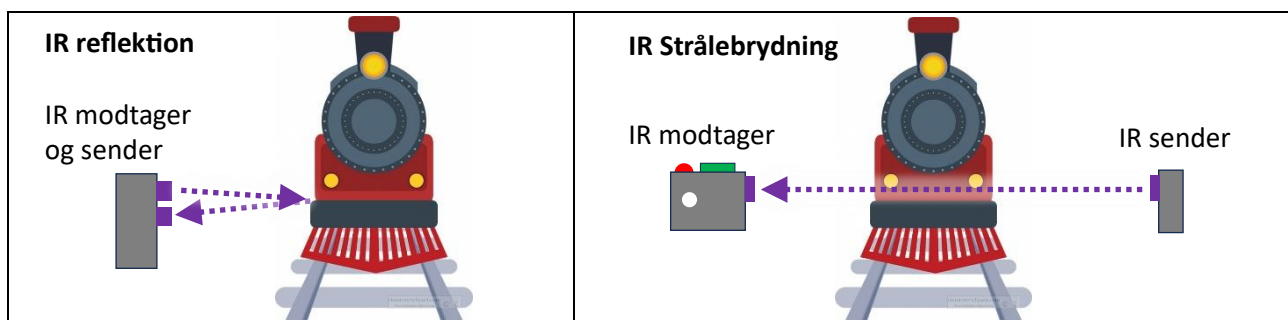 IR reflektion
IR modtager
og sender
IR Strålebrydning
IR modtager
IR sender